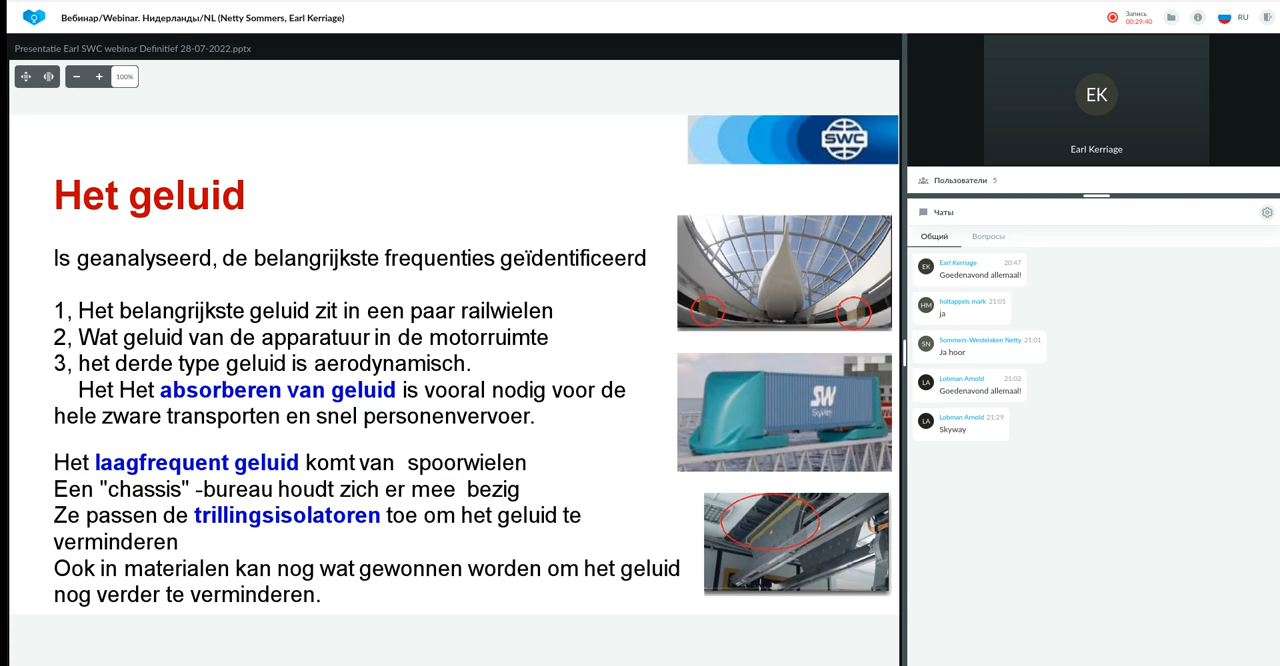 Вебинар/Webinar. Нидерланды/NL (Netty Sommers, Earl Kerriage)
Запись
00:29:40
RU
Presentatie Earl SWC webinar Definitief 28-07-2022.pptx
100%
SWC
Het geluid
Is geanalyseerd, de belangrijkste frequenties geïdentificeerd
1, Het belangrijkste geluid zit in een paar railwielen
2, Wat geluid van de apparatuur in de motorruimte
3, het derde type geluid is aerodynamisch.
Het Het absorberen van geluid is vooral nodig voor de
hele zware transporten en snel personenvervoer.
Het laagfrequent geluid komt van spoorwielen
Een "chassis" -bureau houdt zich er mee bezig
Ze passen de trillingsisolatoren toe om het geluid te
verminderen
Ook in materialen kan nog wat gewonnen worden om het geluid
nog verder te verminderen.
SW
SkyWay
EK
Earl Kerriage
Пользователи 5
Чаты
Общий Вопросы
EK Earl Kerriage 20:47
Goedenavond allemaal!
HM holtappels mark 21:01
ja
SN Sommers-Westelaken Netty 21:01
Ja hoor
LA Lobman Arnold 21:02
Goedenavond allemaal!
LA Lobman Arnold 21:29
Skyway